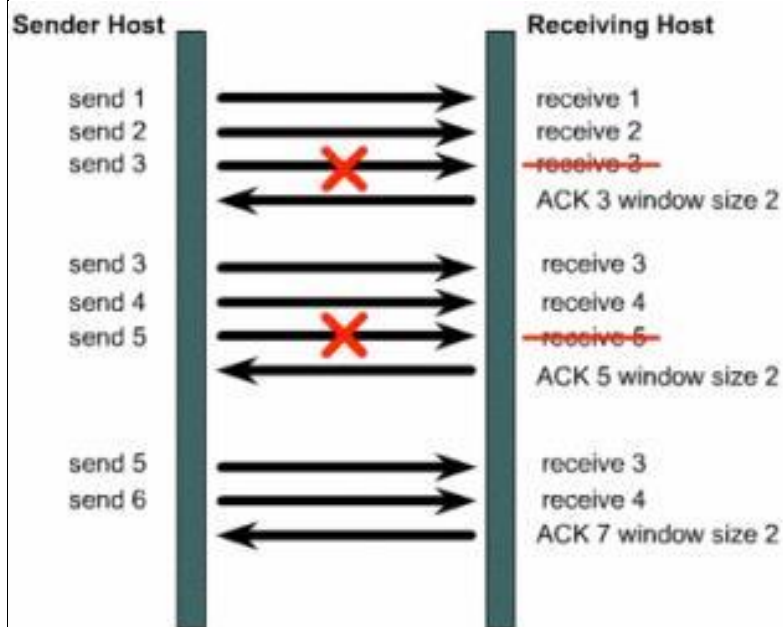 Sender Host Receiving Host
send 1 receive 1
send 2 receive 2
send 3 receive 3
ACK 3 window size 2
send 3 receive 3
send 4 receive 4
send 5 receive 5
ACK 5 window size 2
send 5 receive 3
send 6 receive 4
ACK 7 window size 2